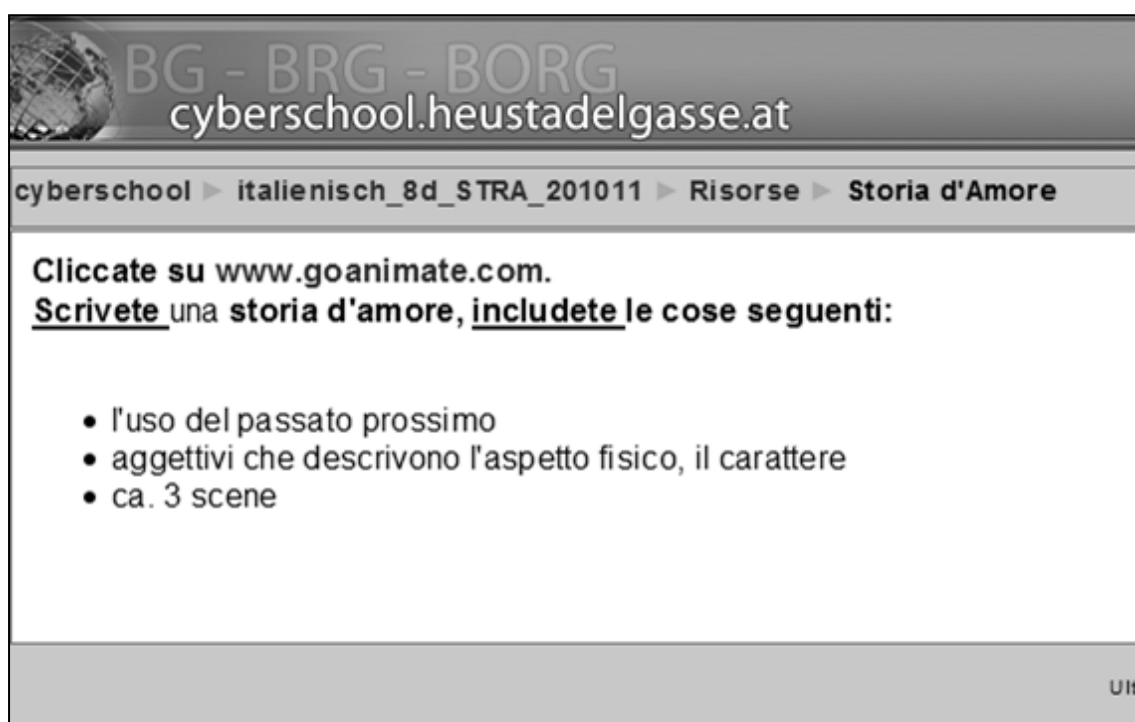 BG - BRG - BORG
cyberschool.heustadelgasse.at
cyberschool ► italienisch_8d_STRA_201011 ► Risorse ► Storia d'Amore
Cliccate su www.goanimate.com.
Scrivete una storia d'amore, includete le cose seguenti:
• l'uso del passato prossimo
• aggettivi che descrivono l'aspetto fisico, il carattere
• ca. 3 scene